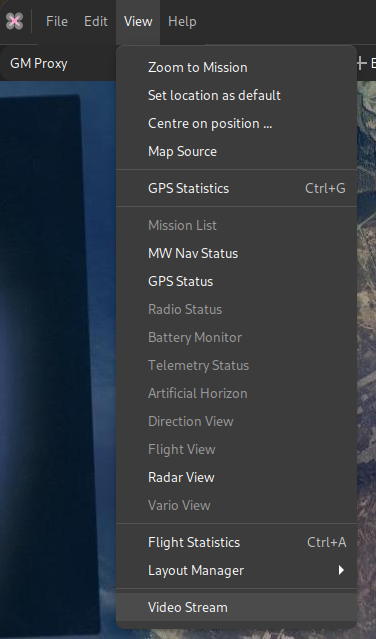 File Edit View Help
GM Proxy
Zoom to Mission
Set location as default
Centre on position ...
Map Source
GPS Statistics Ctrl+G
Mission List
MW Nav Status
GPS Status
Radio Status
Battery Monitor
Telemetry Status
Artificial Horizon
Direction View
Flight View
Radar View
Vario View
Flight Statistics Ctrl+A
Layout Manager
Video Stream